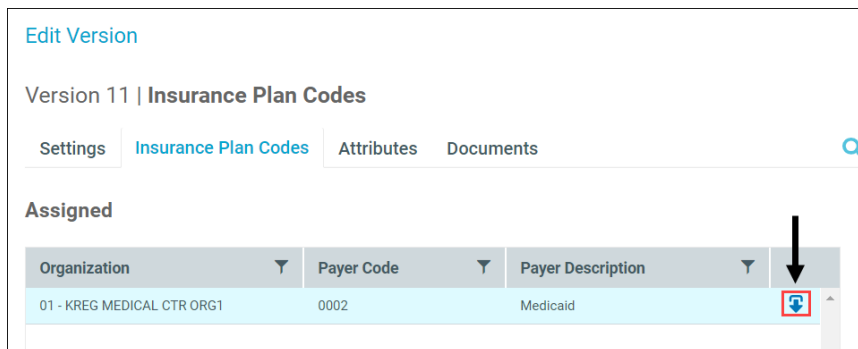 Edit Version
Version 11 | Insurance Plan Codes
Settings Insurance Plan Codes Attributes Documents
Assigned
Organization Payer Code Payer Description
01 - KREG MEDICAL CTR ORG1 0002 Medicaid